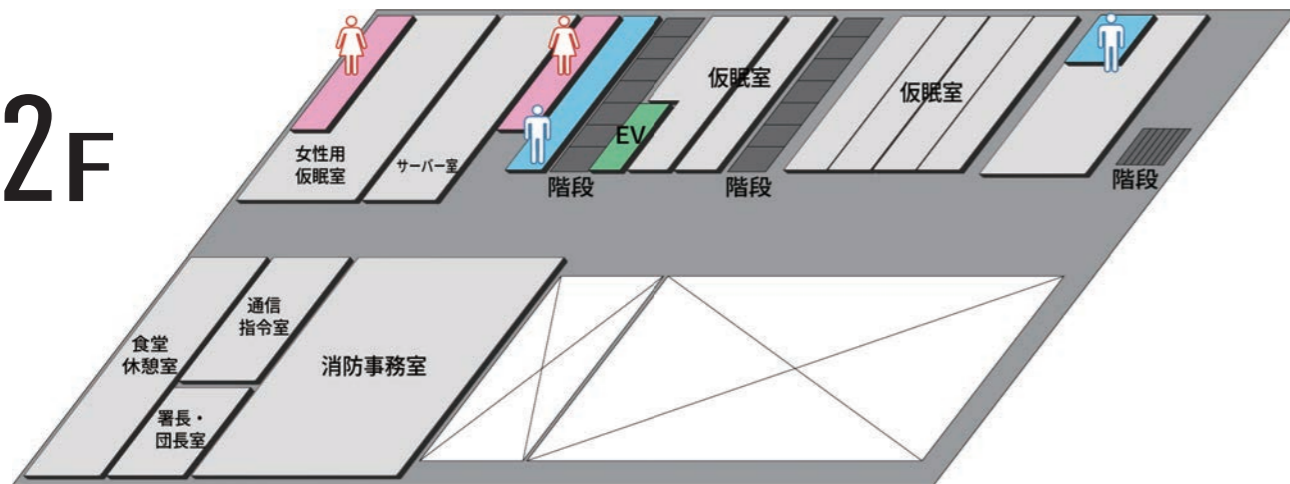 2F
女性用
仮眠室
サーバー室
階段
EV
仮眠室
階段
仮眠室
階段
食堂
休憩室
通信
指令室
署長・
団長室
消防事務室